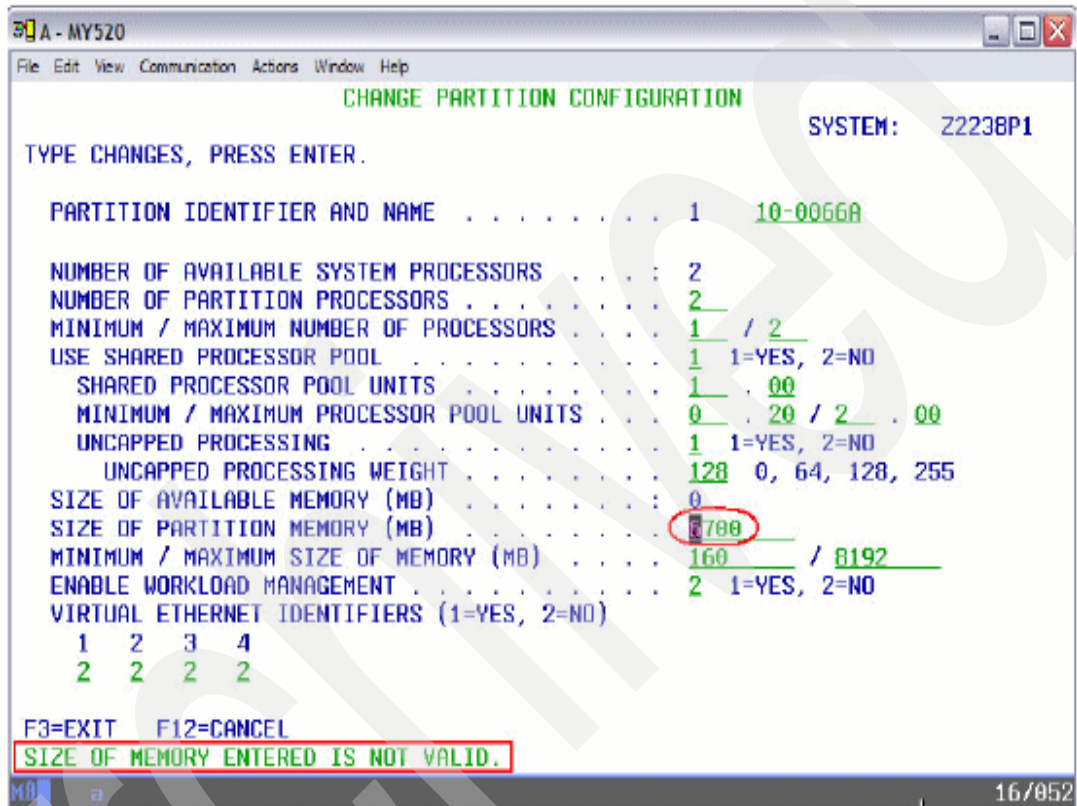 A - MY520
File Edit View Communication Actions Window Help
CHANGE PARTITION CONFIGURATION
SYSTEM: Z2238P1
TYPE CHANGES, PRESS ENTER.
PARTITION IDENTIFIER AND NAME . . . . . . . . 1 10-0066A
NUMBER OF AVAILABLE SYSTEM PROCESSORS . . . : 2
NUMBER OF PARTITION PROCESSORS . . . . . . . . 2
MINIMUM / MAXIMUM NUMBER OF PROCESSORS . . . . 1 / 2
USE SHARED PROCESSOR POOL . . . . . . . . . . 1 1=YES, 2=NO
SHARED PROCESSOR POOL UNITS . . . . . . . . 1 . 00
MINIMUM / MAXIMUM PROCESSOR POOL UNITS . . . 0 . 20 / 2 . 00
UNCAPPED PROCESSING . . . . . . . . . . . . 1 1=YES, 2=NO
UNCAPPED PROCESSING WEIGHT . . . . . . . . 128 0, 64, 128, 255
SIZE OF AVAILABLE MEMORY (MB) . . . . . . . : 0
SIZE OF PARTITION MEMORY (MB) . . . . . . . .
MINIMUM / MAXIMUM SIZE OF MEMORY (MB) . . . . 160 / 8192
ENABLE WORKLOAD MANAGEMENT . . . . . . . . . . 2 1=YES, 2=NO
VIRTUAL ETHERNET IDENTIFIERS (1=YES, 2=NO)
1 2 3 4
2 2 2 2
F3=EXIT F12=CANCEL
SIZE OF MEMORY ENTERED IS NOT VALID.
MA a 16/052